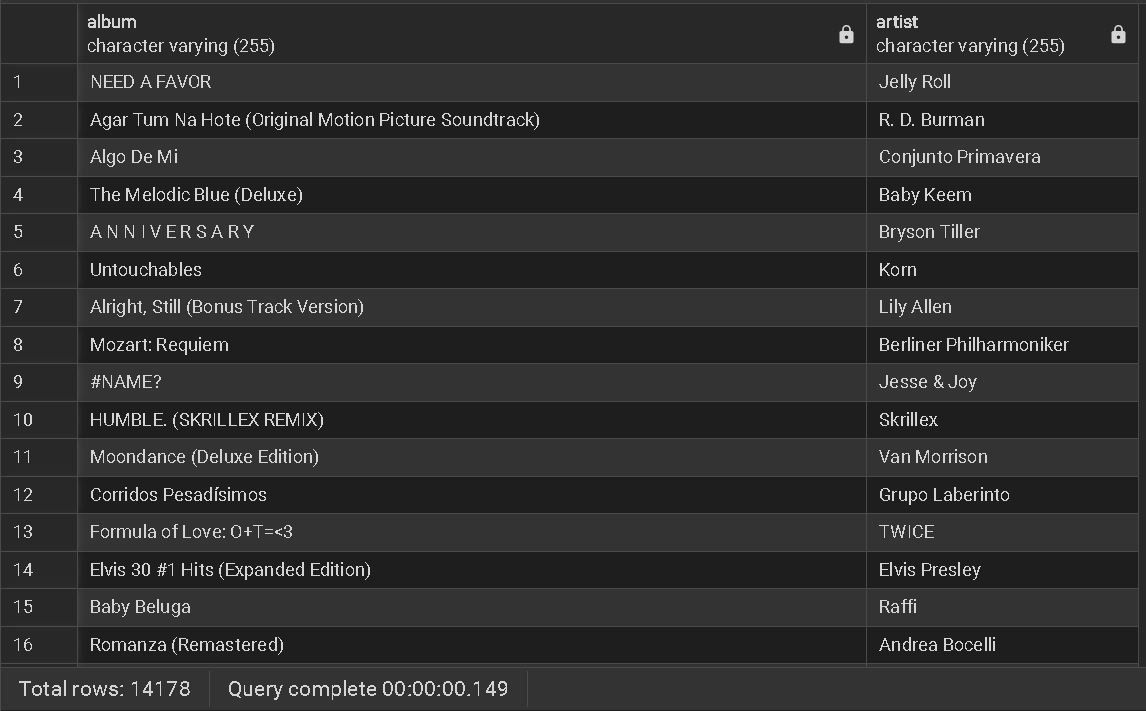 album artist
character varying (255) character varying (255)
1 NEED A FAVOR Jelly Roll
2 Agar Tum Na Hote (Original Motion Picture Soundtrack) R. D. Burman
3 Algo De Mi Conjunto Primavera
4 The Melodic Blue (Deluxe) Baby Keem
5 A N N I V E R S A R Y Bryson Tiller
6 Untouchables Korn
7 Alright, Still (Bonus Track Version) Lily Allen
8 Mozart: Requiem Berliner Philharmoniker
9 #NAME? Jesse & Joy
10 HUMBLE. (SKRILLEX REMIX) Skrillex
11 Moondance (Deluxe Edition) Van Morrison
12 Corridos Pesadísimos Grupo Laberinto
13 Formula of Love: O+T=<3 TWICE
14 Elvis 30 #1 Hits (Expanded Edition) Elvis Presley
15 Baby Beluga Raffi
16 Romanza (Remastered) Andrea Bocelli
Total rows: 14178 Query complete 00:00:00.149